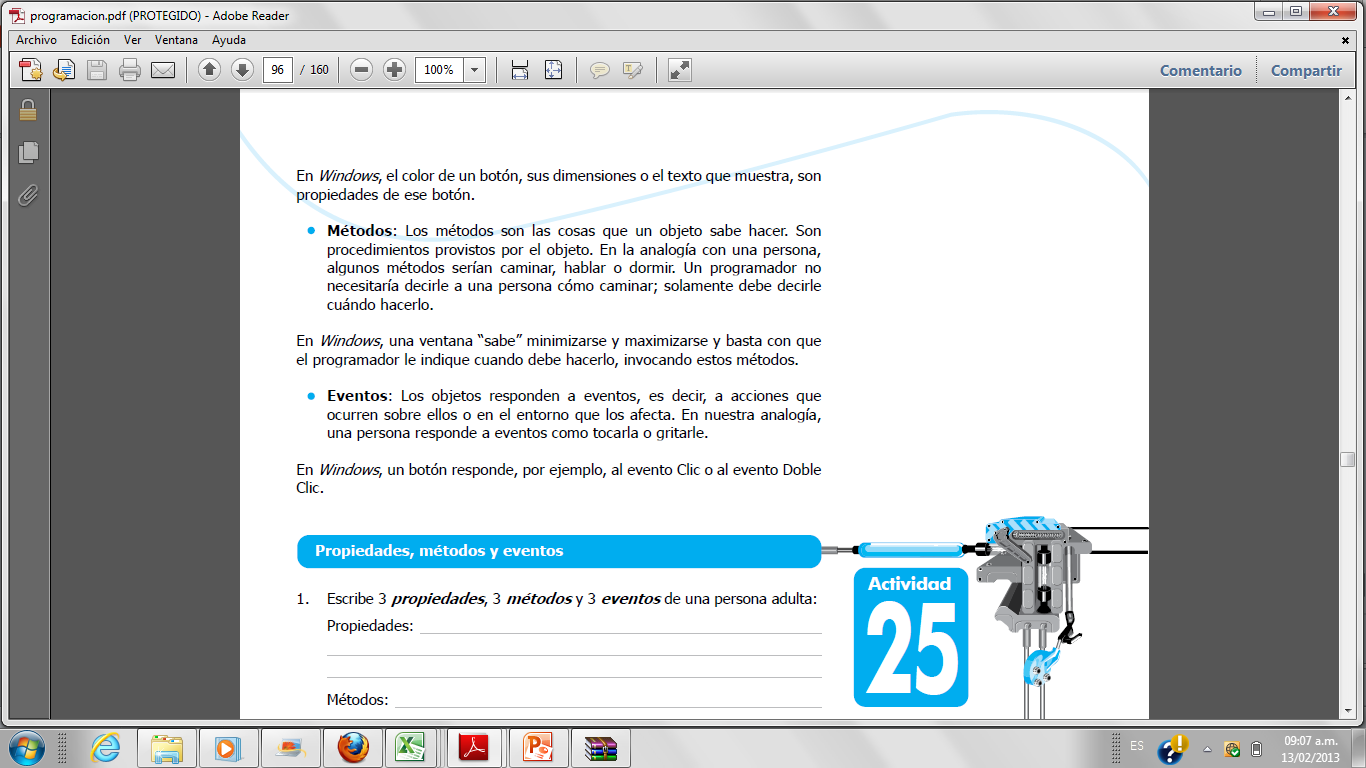 programacion.pdf (PROTEGIDO) - Adobe Reader
Archivo Edición Ver Ventana Ayuda
96 / 160 100% Comentario Compartir
En Windows, el color de un botón, sus dimensiones o el texto que muestra, son
propiedades de ese botón.
• Métodos: Los métodos son las cosas que un objeto sabe hacer. Son
procedimientos provistos por el objeto. En la analogía con una persona,
algunos métodos serían caminar, hablar o dormir. Un programador no
necesitaría decirle a una persona cómo caminar; solamente debe decirle
cuándo hacerlo.
En Windows, una ventana “sabe” minimizarse y maximizarse y basta con que
el programador le indique cuando debe hacerlo, invocando estos métodos.
• Eventos: Los objetos responden a eventos, es decir, a acciones que
ocurren sobre ellos o en el entorno que los afecta. En nuestra analogía,
una persona responde a eventos como tocarla o gritarle.
En Windows, un botón responde, por ejemplo, al evento Clic o al evento Doble
Clic.
Propiedades, métodos y eventos
Actividad
25
1. Escribe 3 propiedades, 3 métodos y 3 eventos de una persona adulta:
Propiedades:
Métodos:
ES
09:07 a.m.
13/02/2013